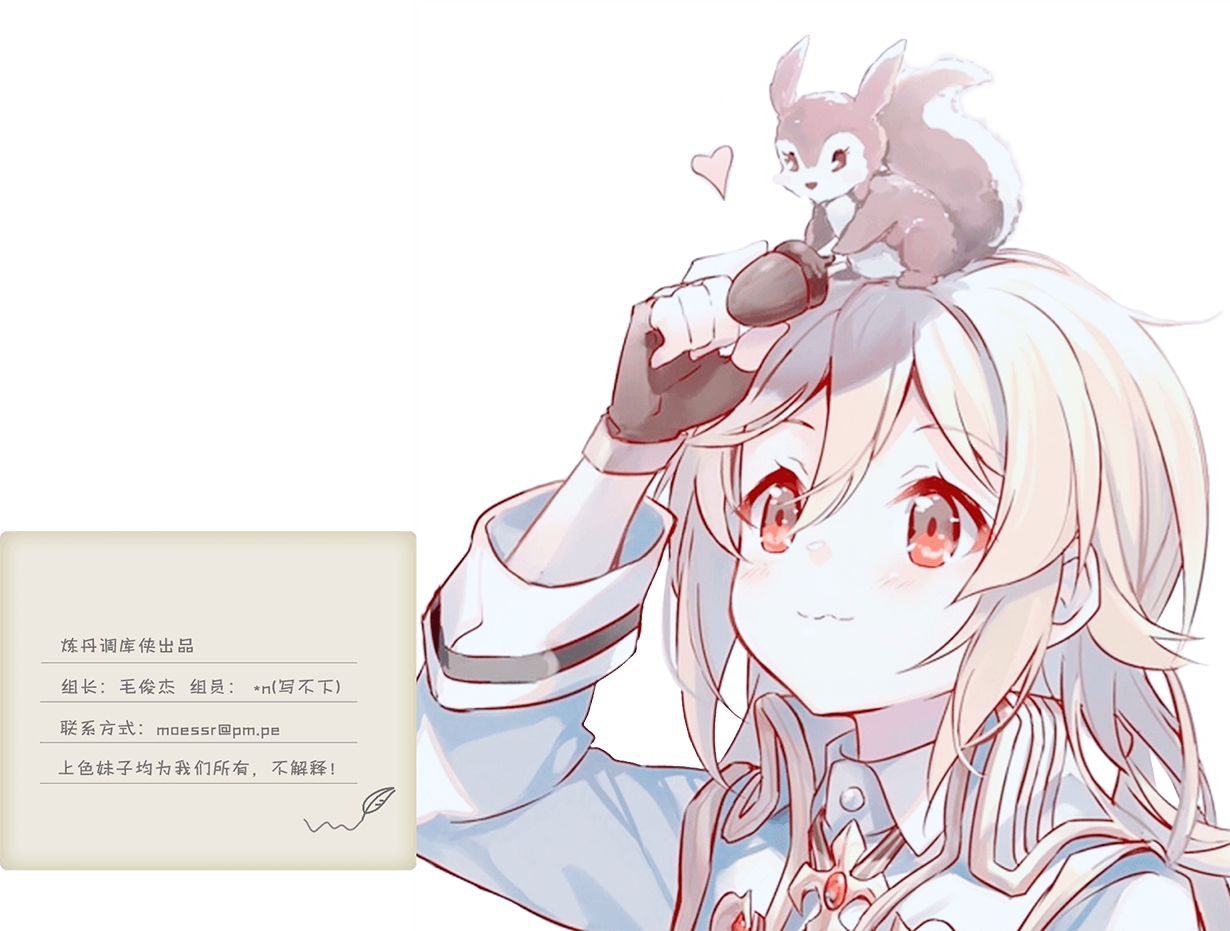 炼丹调库侠出品
组长：毛俊杰 组员： *n(写不下)
联系方式：moessr@pm.pe
上色妹子均为我们所有，不解释！